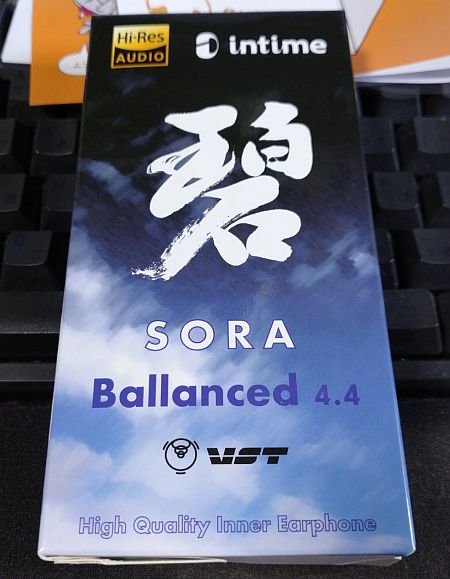 Hi-Res AUDIO
intime
碧
SORA
Ballanced 4.4
VST
High Quality Inner Earphone